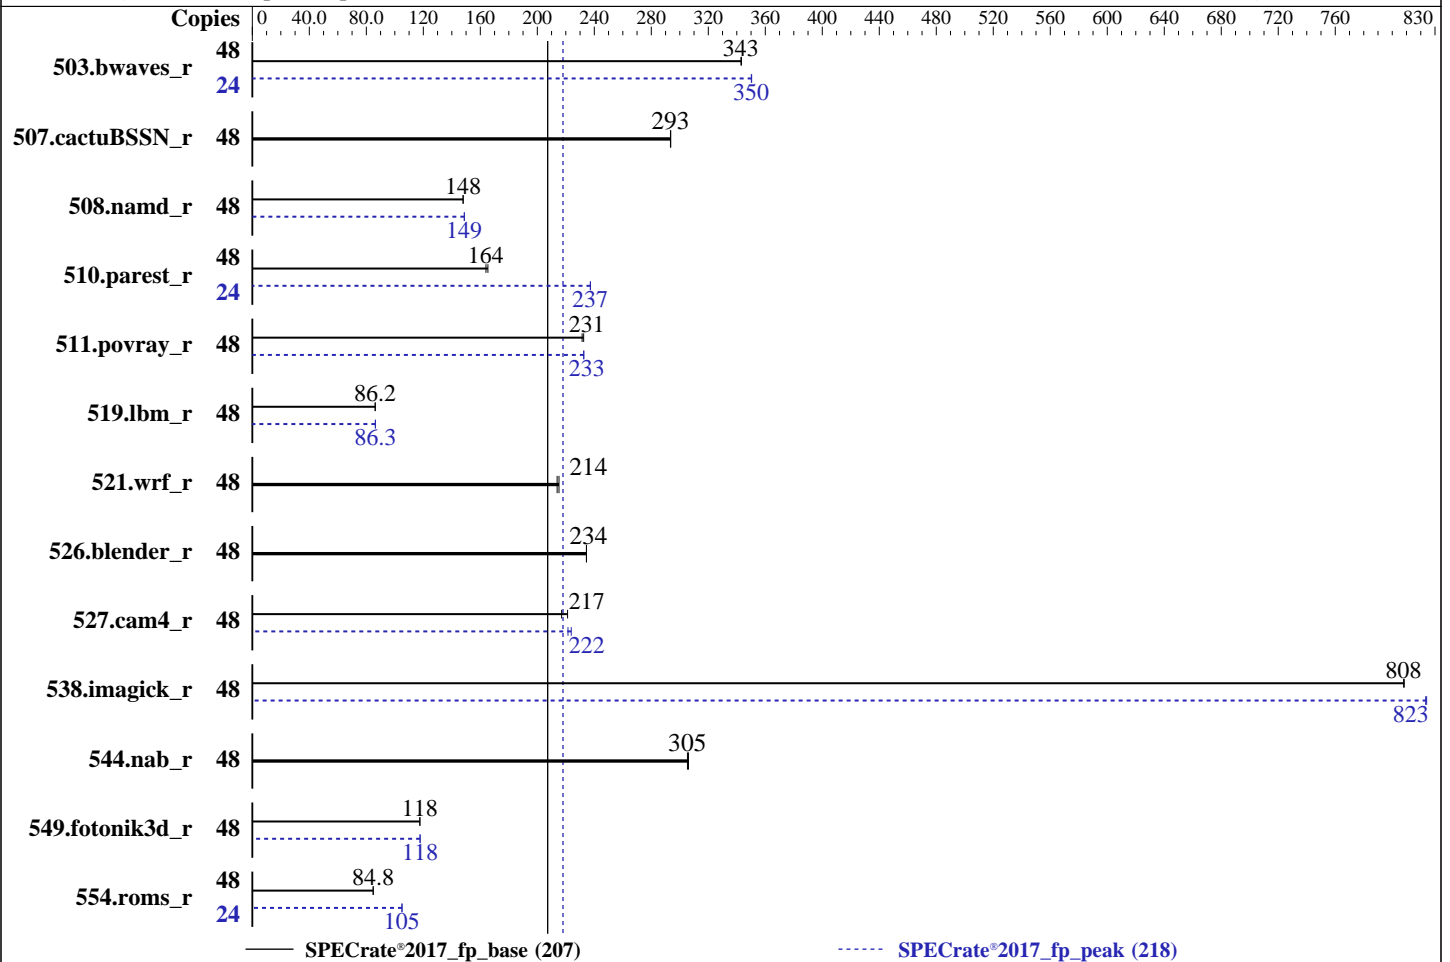 Copies 0 40.0 80.0 120 160 200 240 280 320 360 400 440 480 520 560 600 640 680 720 760 830
503.bwaves_r 48 343
24 350
507.cactuBSSN_r 48 293
508.namd_r 48 148
149
510.parest_r 48 164
24 237
511.povray_r 48 231
233
519.lbm_r 48 86.2
86.3
521.wrf_r 48 214
526.blender_r 48 234
527.cam4_r 48 217
222
538.imagick_r 48 808
823
544.nab_r 48 305
549.fotonik3d_r 48 118
118
554.roms_r 48 84.8
24 105
SPECrate®2017_fp_base (207) SPECrate®2017_fp_peak (218)